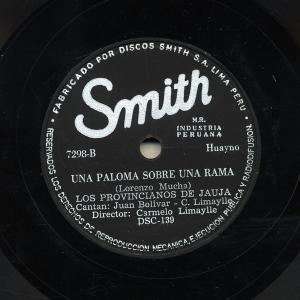 FABRICADO POR DISCOS SMITH S.A. LIMA PERU
Smith
M.R.
INDUSTRIA
PERUANA
7298-B
Huayno
UNA PALOMA SOBRE UNA RAMA
(Lorenzo Mucha)
LOS PROVINCIANOS DE JAUJA
Cantan: Juan Bolívar - C. Limaylle
Director: Carmelo Limaylle
DSC-139
RESERVADOS LOS DERECHOS DE REPRODUCCION MECANICA, EJECUCION PUBLICA Y RADIODIFUSION